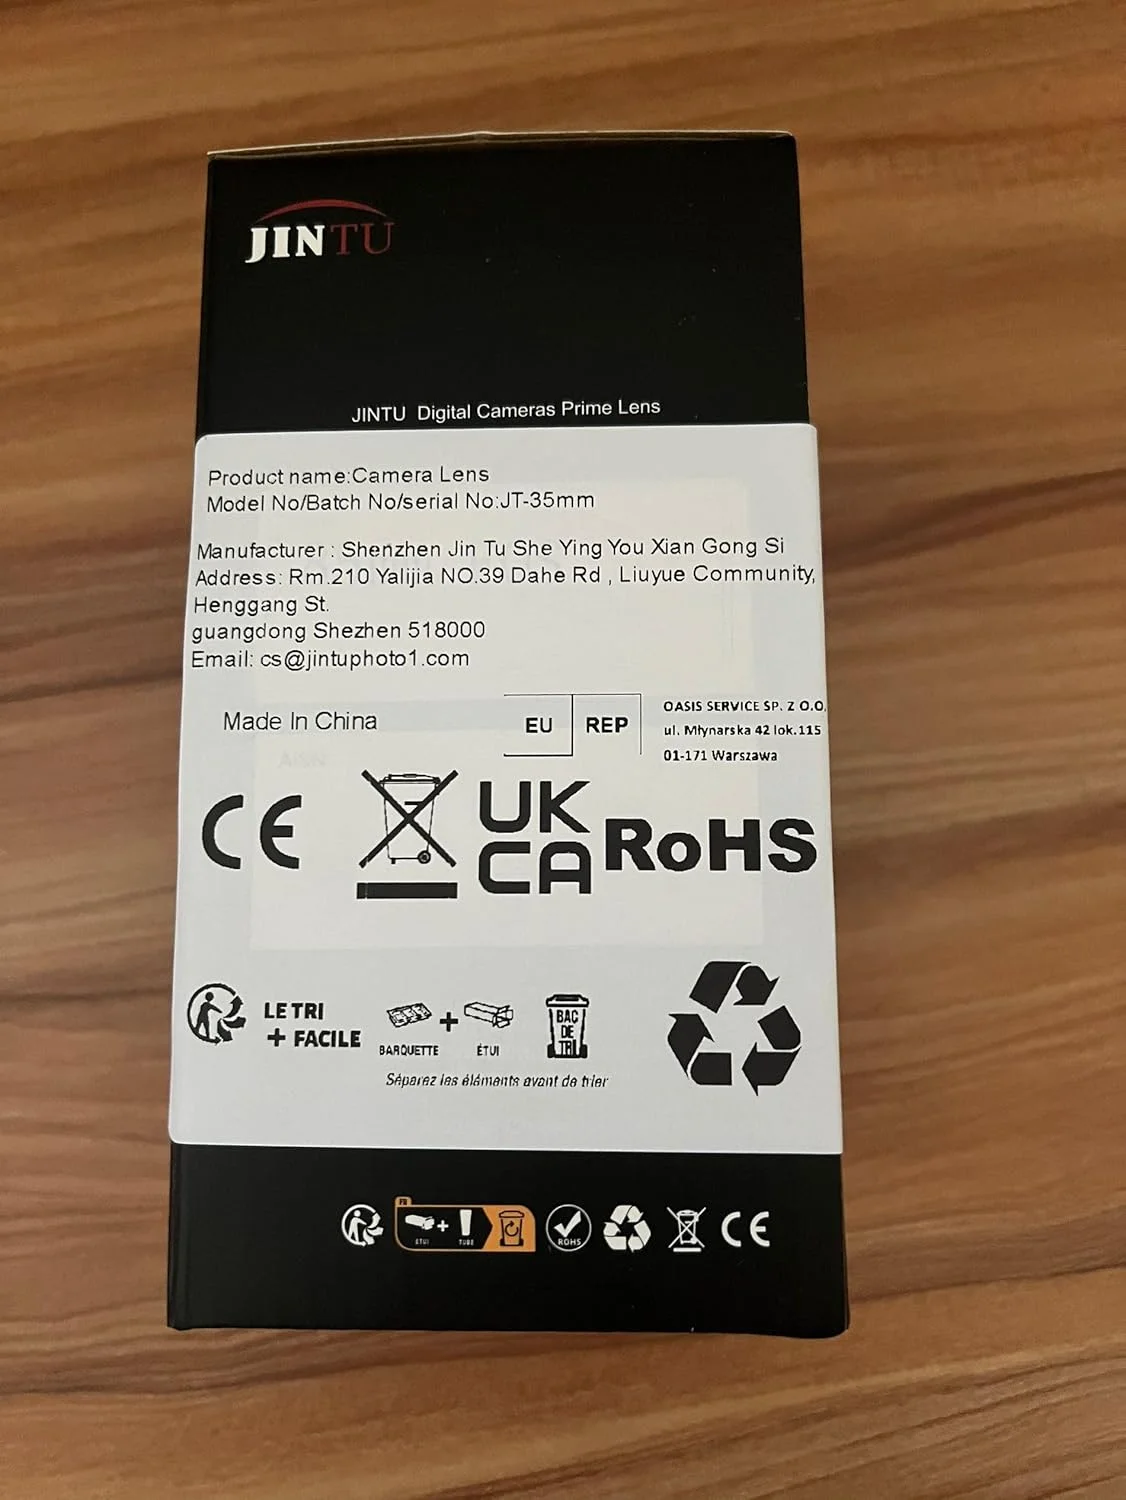 JINTU
JINTU Digital Cameras Prime Lens
Product name:Camera Lens
Model No/Batch No/serial No:JT-35mm
Manufacturer : Shenzhen Jin Tu She Ying You Xian Gong Si
Address: Rm.210 Yalijia NO.39 Dahe Rd , Liuyue Community,
Henggang St.
guangdong Shezhen 518000
Email: cs@jintuphoto1.com
Made In China
EU REP
OASIS SERVICE SP. Z O.O.
ul. Młynarska 42 lok.115
01-171 Warszawa
CE
UK
CA
RoHS
LE TRI
+ FACILE
BARQUETTE + ÉTUI
BAC
DE
TRI
Séparez les éléments avant de trier
FR
ÉTUI + TUBE
ROHS
CE